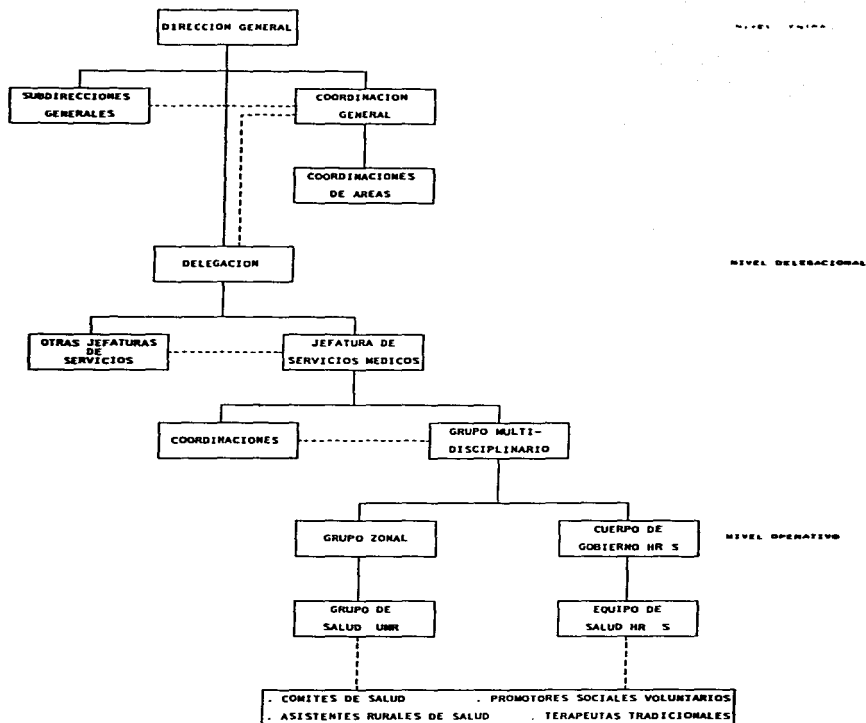 DIRECCION GENERAL
NIVEL
SUBDIRECCIONES
GENERALES
COORDINACION
GENERAL
COORDINACIONES
DE AREAS
DELEGACION
NIVEL DELEGACIONAL
OTRAS JEFATURAS
DE
SERVICIOS
JEFATURA DE
SERVICIOS MEDICOS
COORDINACIONES
GRUPO MULTI-
DISCIPLINARIO
GRUPO ZONAL
CUERPO DE
GOBIERNO HR S
NIVEL OPERATIVO
GRUPO DE
SALUD UMR
EQUIPO DE
SALUD HR S
. COMITES DE SALUD . PROMOTORES SOCIALES VOLUNTARIOS
. ASISTENTES RURALES DE SALUD . TERAPEUTAS TRADICIONALES